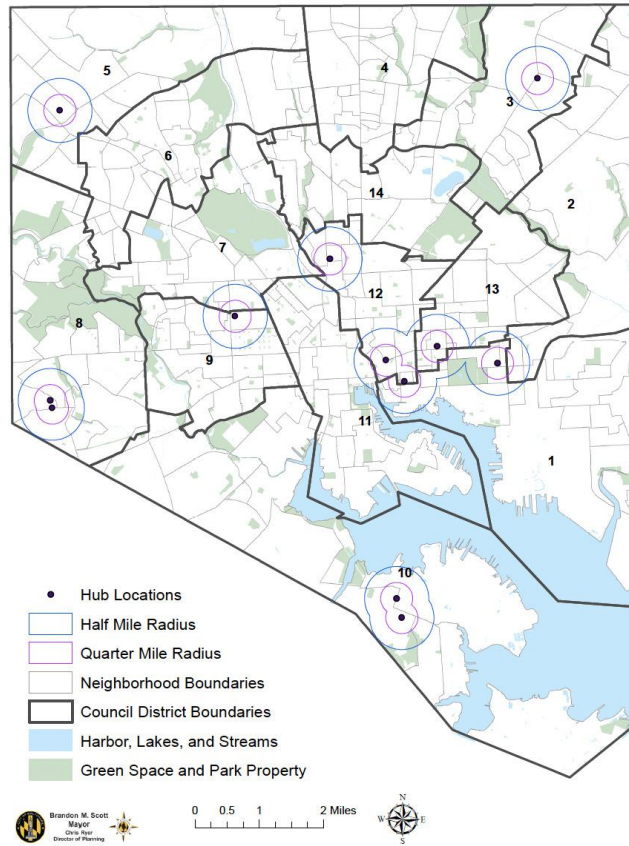 5
4
3
6
14
2
7
12
13
8
9
11
1
10
Hub Locations
Half Mile Radius
Quarter Mile Radius
Neighborhood Boundaries
Council District Boundaries
Harbor, Lakes, and Streams
Green Space and Park Property
Brandon M. Scott
Mayor
Chris Ryer
Director of Planning
0 0.5 1 2 Miles
N
W E
S